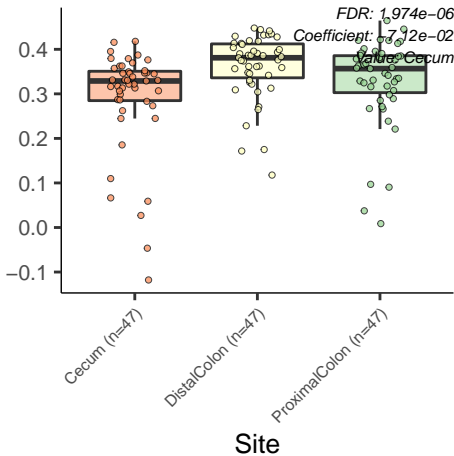 FDR: 1.974e−06
Coefficient: −7.12e−02
Value: Cecum
0.4
0.3
0.2
0.1
0.0
−0.1
Cecum (n=47)
DistalColon (n=47)
ProximalColon (n=47)
Site